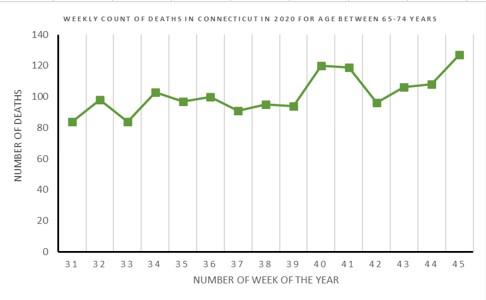 WEEKLY COUNT OF DEATHS IN CONNECTICUT IN 2020 FOR AGE BETWEEN 65-74 YEARS
140
120
100
80
60
40
20
0
NUMBER OF DEATHS
31 32 33 34 35 36 37 38 39 40 41 42 43 44 45
NUMBER OF WEEK OF THE YEAR